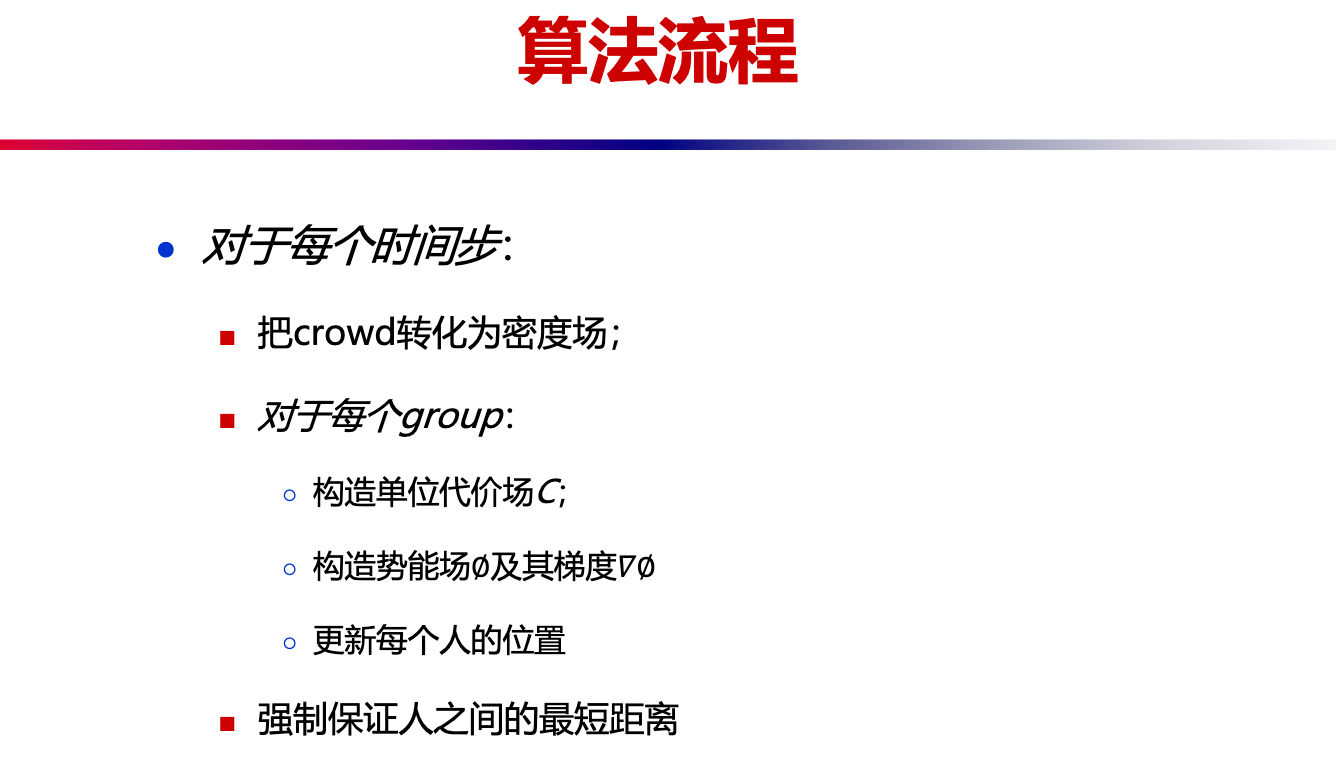 算法流程
对于每个时间步：
把crowd转化为密度场；
对于每个group：
构造单位代价场C；
构造势能场∅及其梯度∇∅
更新每个人的位置
强制保证人之间的最短距离